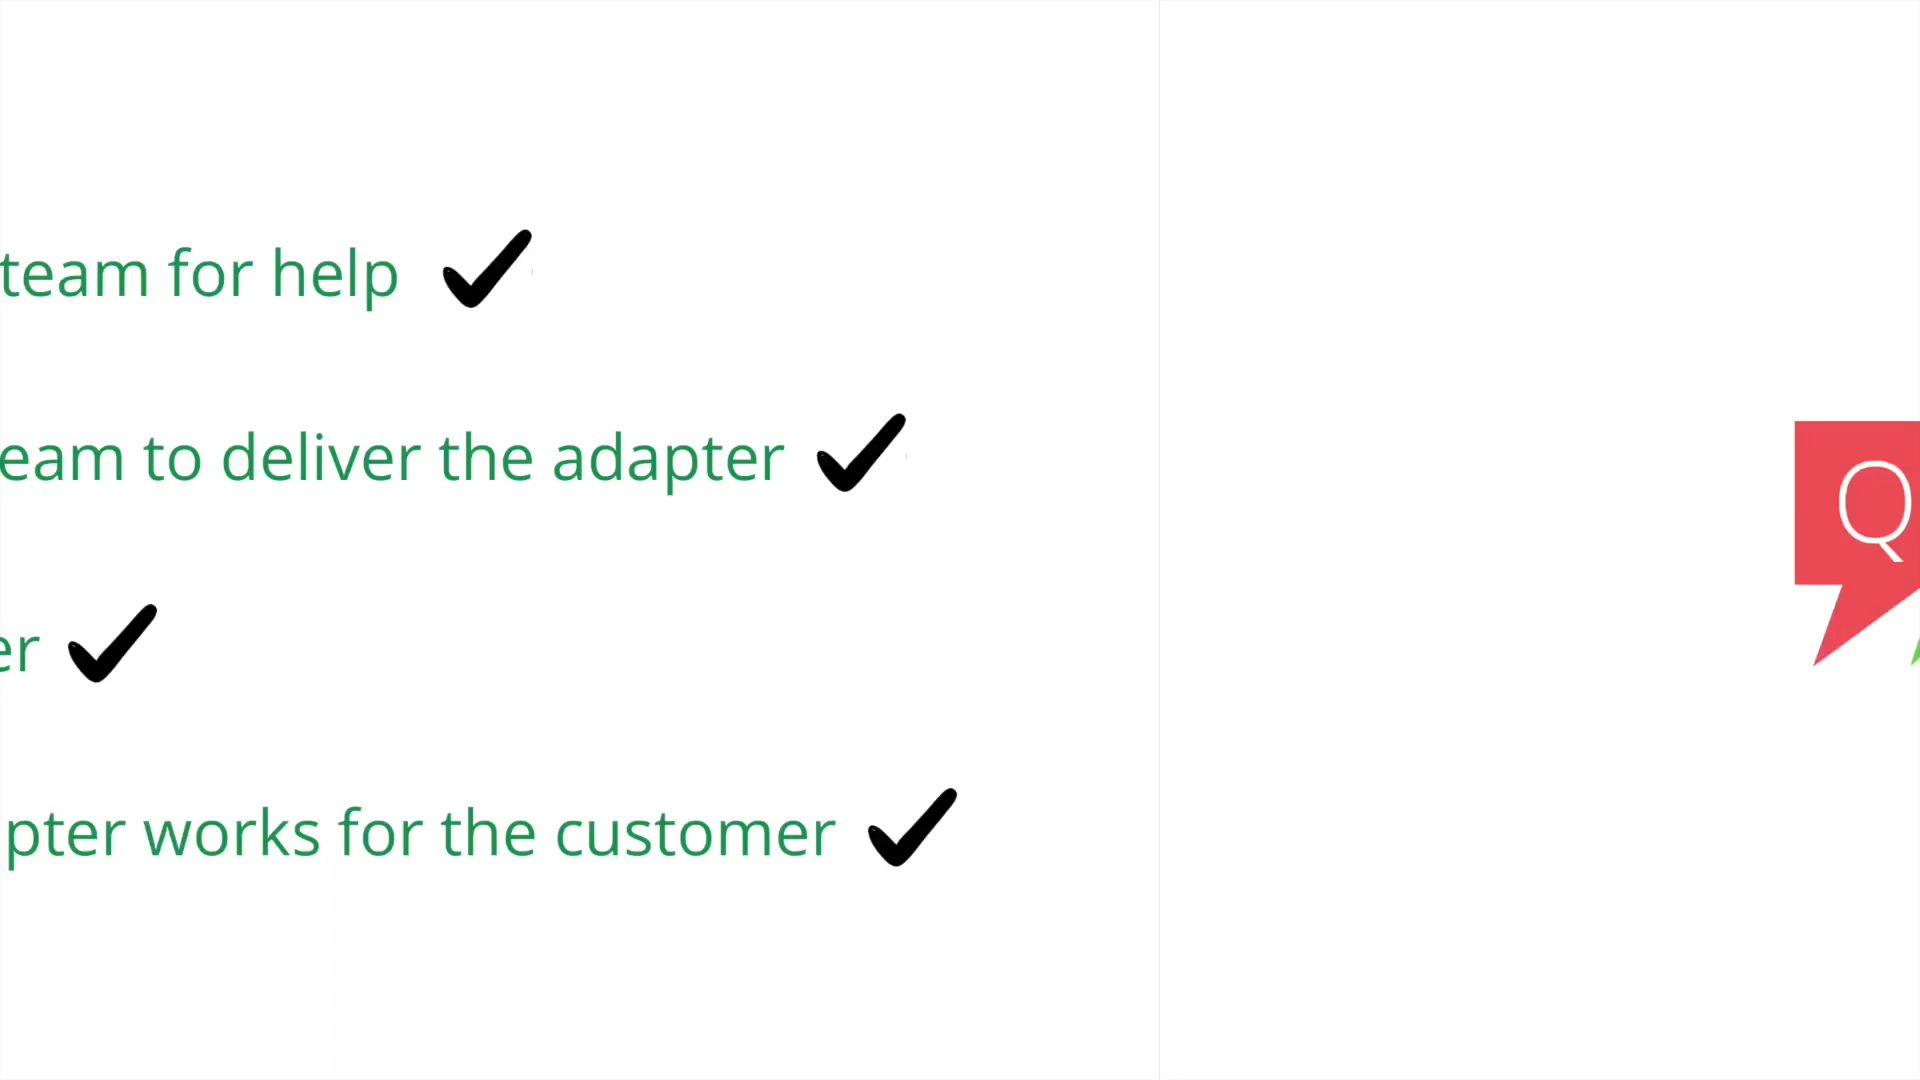 team for help
eam to deliver the adapter
er
pter works for the customer
Q